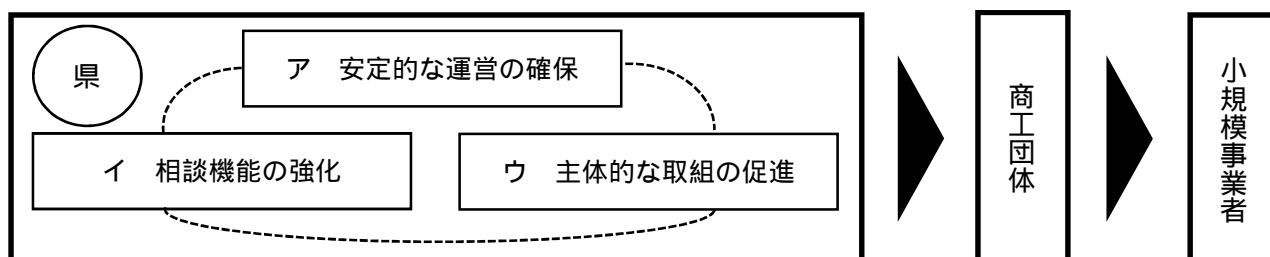 県
ア　安定的な運営の確保
イ　相談機能の強化
ウ　主体的な取組の促進
商工団体
小規模事業者